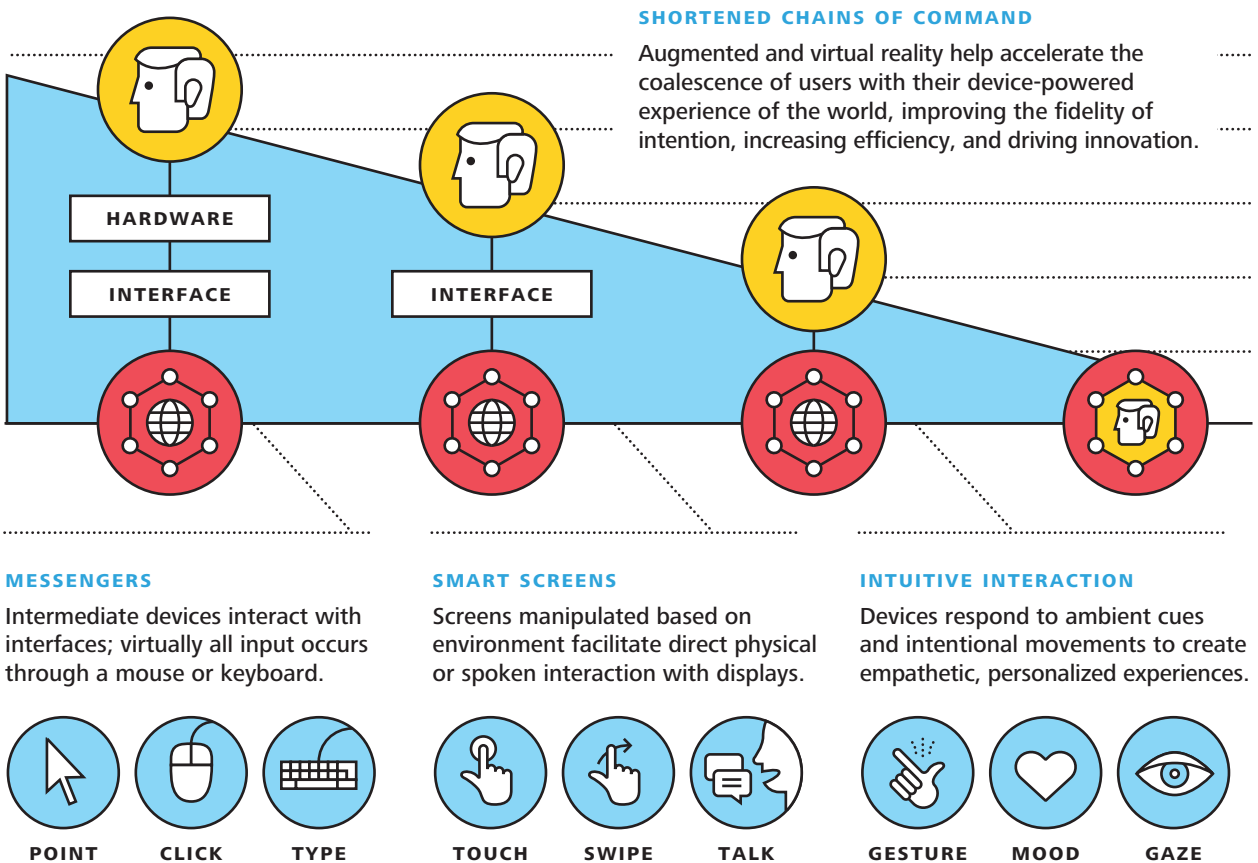 SHORTENED CHAINS OF COMMAND
Augmented and virtual reality help accelerate the
coalescence of users with their device-powered
experience of the world, improving the fidelity of
intention, increasing efficiency, and driving innovation.
HARDWARE
INTERFACE
INTERFACE
MESSENGERS
Intermediate devices interact with
interfaces; virtually all input occurs
through a mouse or keyboard.
POINT
CLICK
TYPE
SMART SCREENS
Screens manipulated based on
environment facilitate direct physical
or spoken interaction with displays.
TOUCH
SWIPE
TALK
INTUITIVE INTERACTION
Devices respond to ambient cues
and intentional movements to create
empathetic, personalized experiences.
GESTURE
MOOD
GAZE